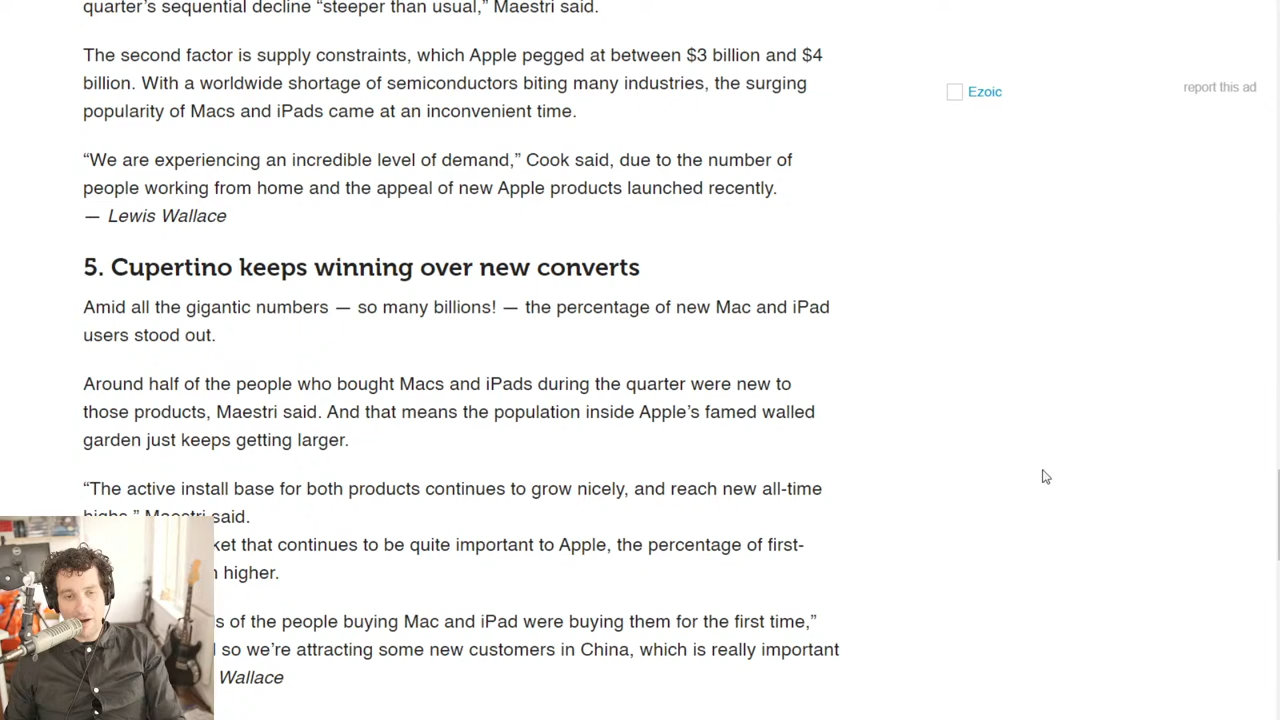 quarter’s sequential decline “steeper than usual,” Maestri said.
The second factor is supply constraints, which Apple pegged at between $3 billion and $4
billion. With a worldwide shortage of semiconductors biting many industries, the surging
popularity of Macs and iPads came at an inconvenient time.
Ezoic
report this ad
“We are experiencing an incredible level of demand,” Cook said, due to the number of
people working from home and the appeal of new Apple products launched recently.
— Lewis Wallace
5. Cupertino keeps winning over new converts
Amid all the gigantic numbers — so many billions! — the percentage of new Mac and iPad
users stood out.
Around half of the people who bought Macs and iPads during the quarter were new to
those products, Maestri said. And that means the population inside Apple’s famed walled
garden just keeps getting larger.
“The active install base for both products continues to grow nicely, and reach new all-time
highs,” Maestri said.
that continues to be quite important to Apple, the percentage of first-
higher.
of the people buying Mac and iPad were buying them for the first time,”
so we’re attracting some new customers in China, which is really important
Wallace